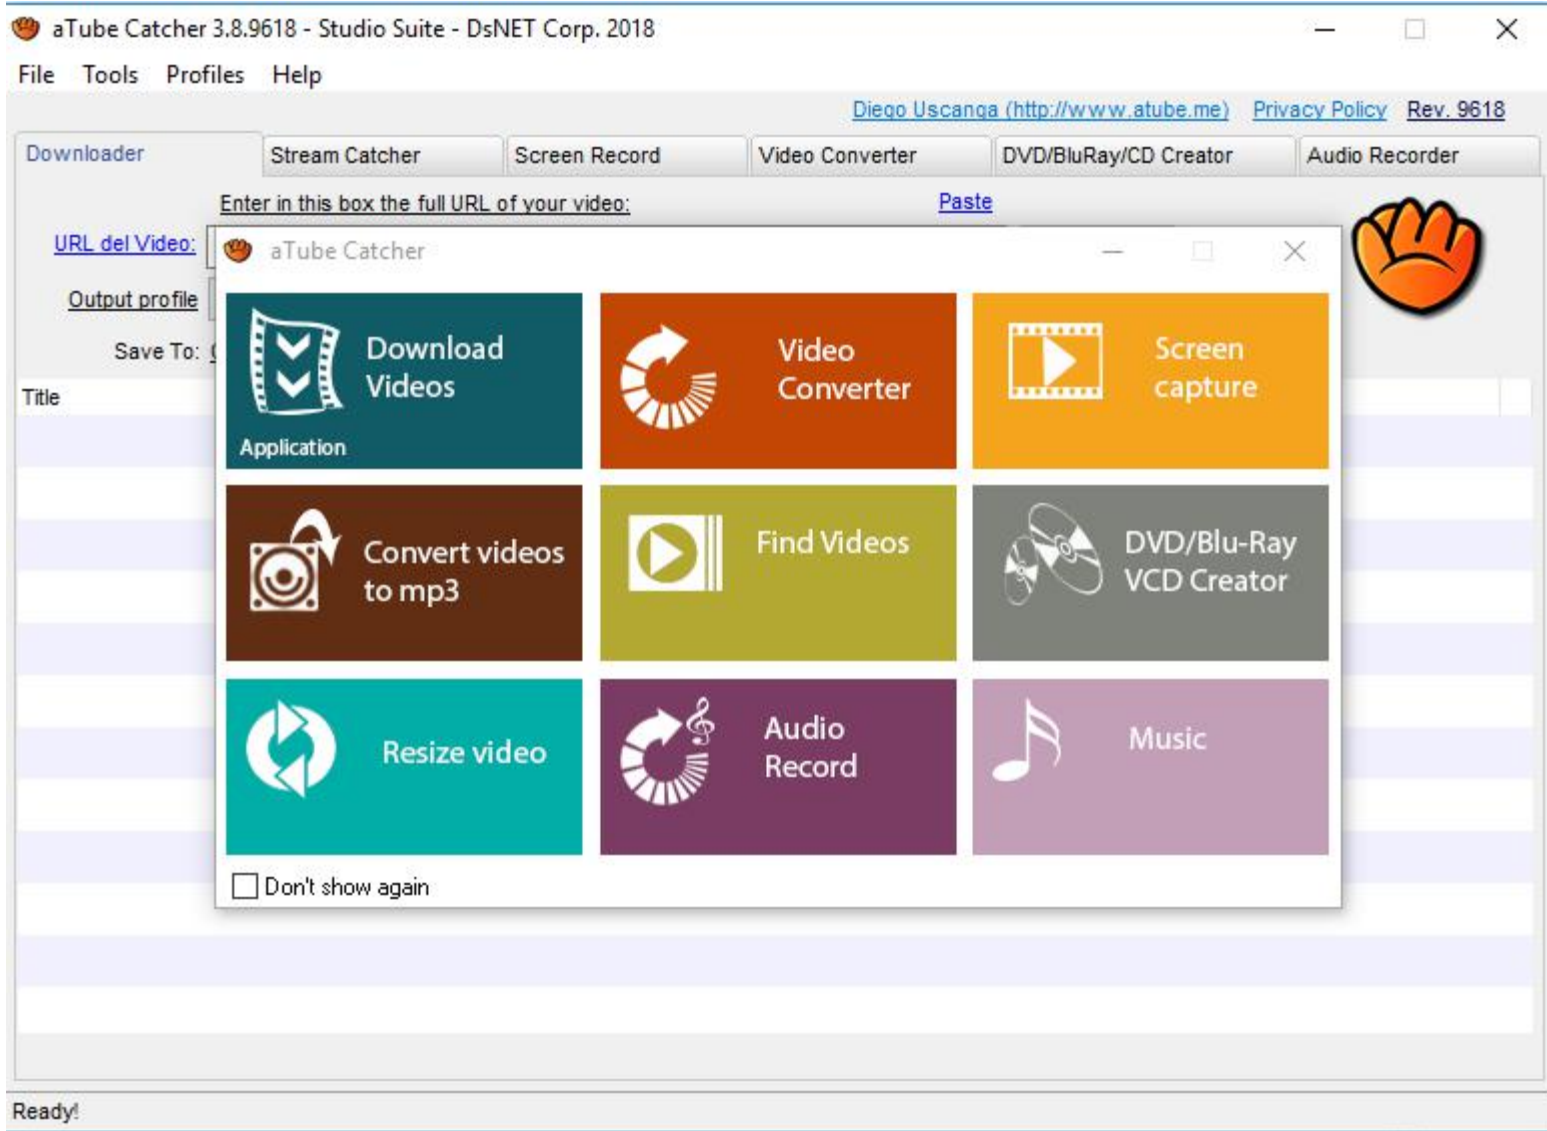 aTube Catcher 3.8.9618 - Studio Suite - DsNET Corp. 2018
File Tools Profiles Help
Diego Uscanga (http://www.atube.me) Privacy Policy Rev. 9618
Downloader Stream Catcher Screen Record Video Converter DVD/BluRay/CD Creator Audio Recorder
Enter in this box the full URL of your video: Paste
URL del Video:
Output profile
Save To:
Title
aTube Catcher
Download
Videos
Application
Video
Converter
Screen
capture
Convert videos
to mp3
Find Videos
DVD/Blu-Ray
VCD Creator
Resize video
Audio
Record
Music
Don't show again
Ready!